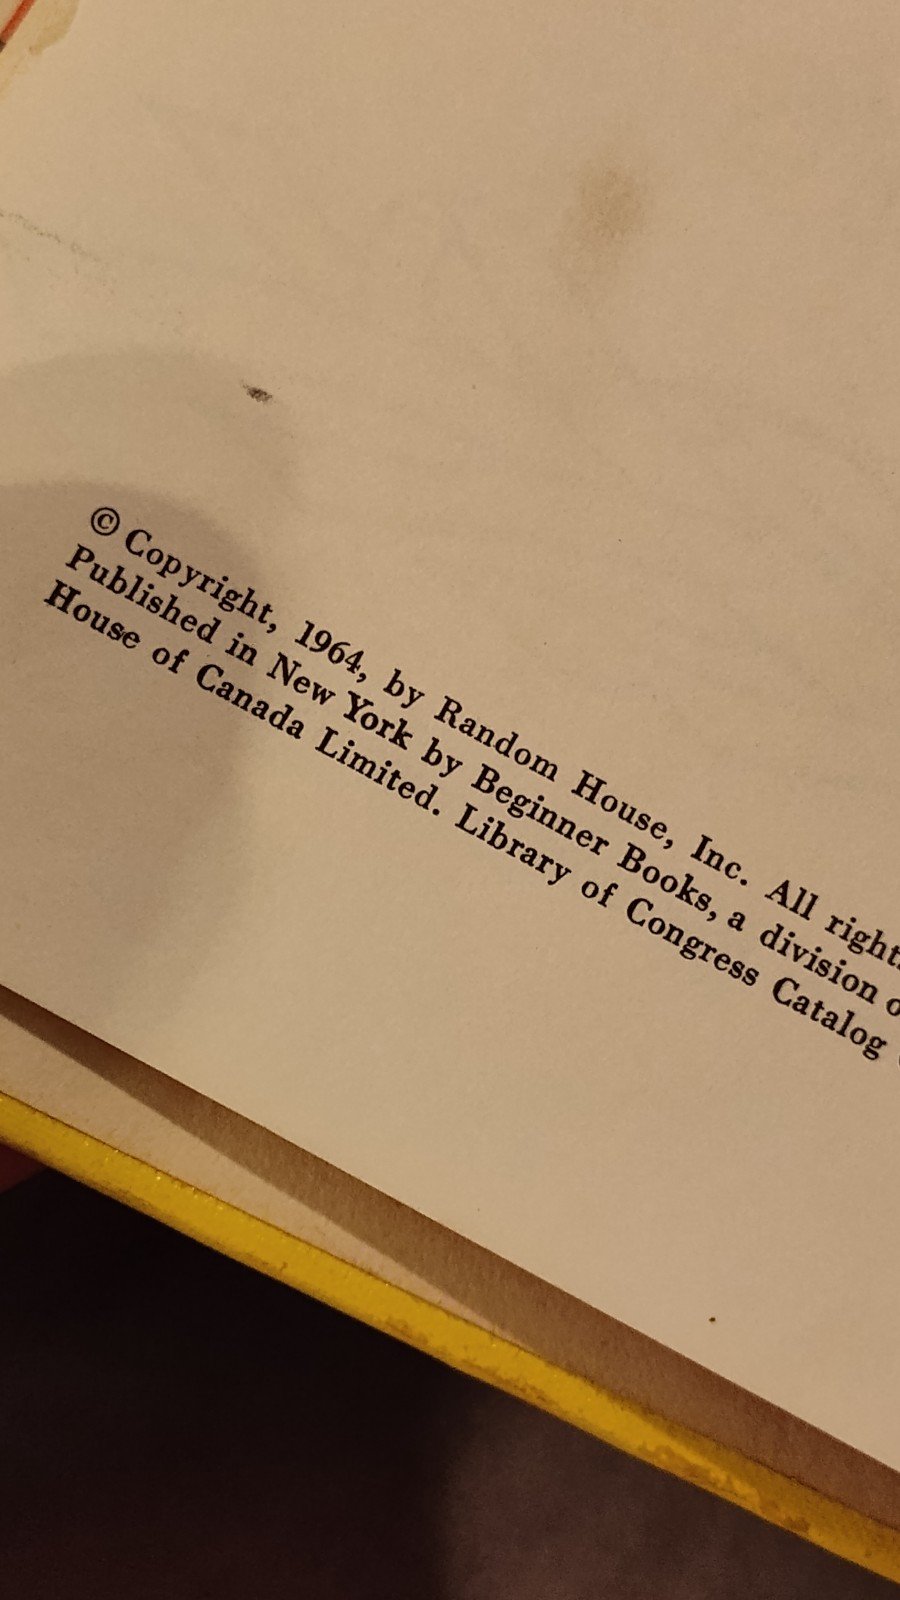 © Copyright, 1964, by Random House, Inc. All
Published in New York by Beginner Books, a division
House of Canada Limited. Library of Congress Catalog